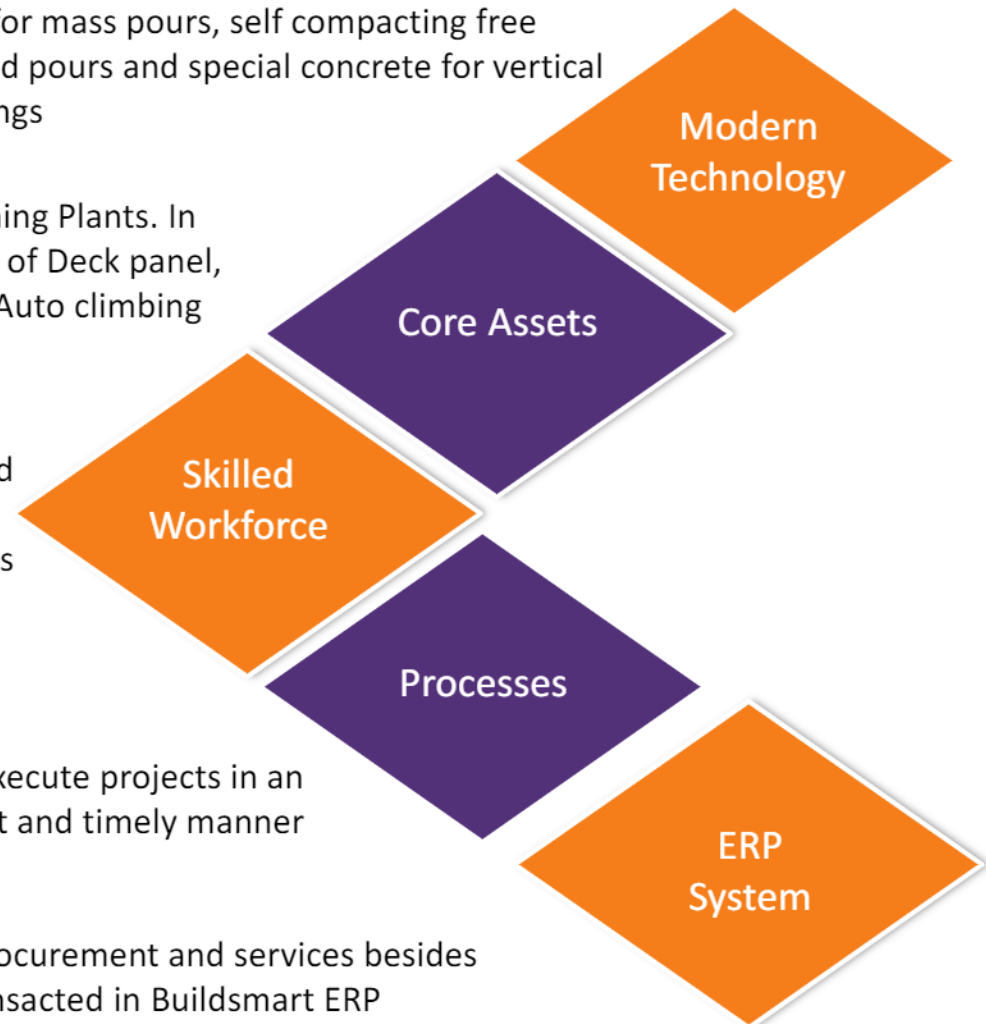 for mass pours, self compacting free
d pours and special concrete for vertical
ngs
Modern
Technology
ning Plants. In
of Deck panel,
Auto climbing
Core Assets
d
s
Skilled
Workforce
Processes
xecute projects in an
t and timely manner
ERP
System
ocurement and services besides
nsacted in Buildsmart ERP